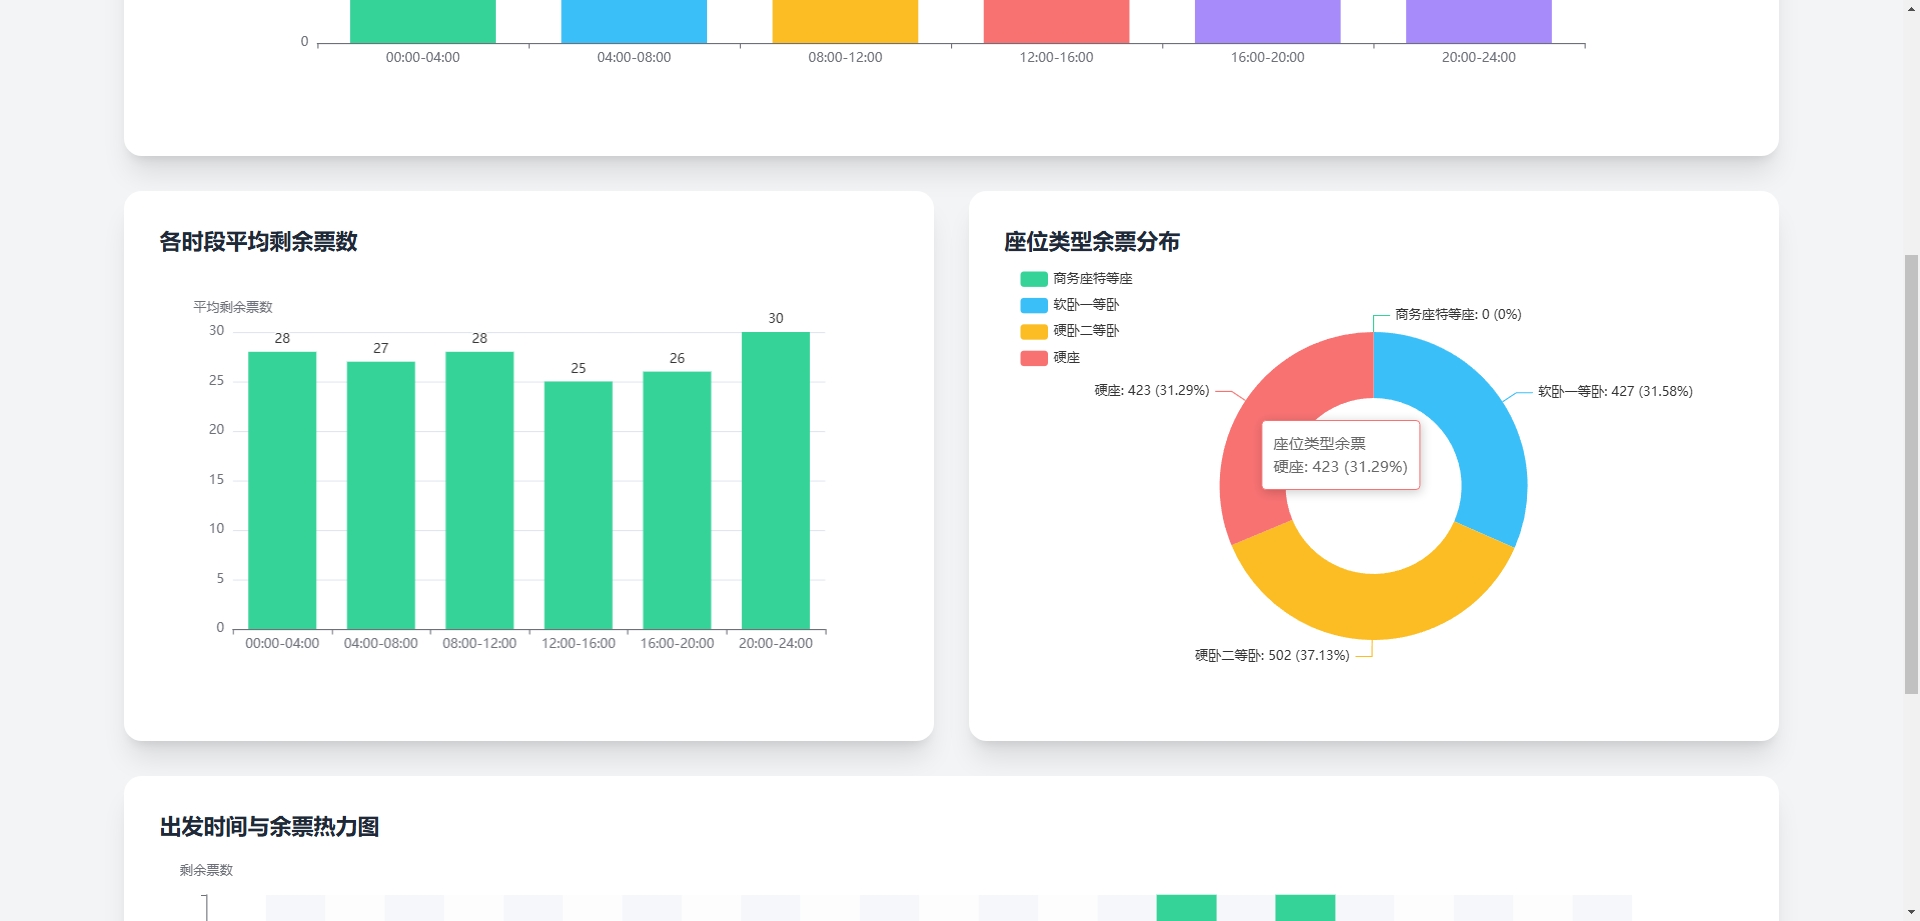 0
00:00-04:00 04:00-08:00 08:00-12:00 12:00-16:00 16:00-20:00 20:00-24:00
各时段平均剩余票数
平均剩余票数
30
25
20
15
10
5
0
28 27 28 25 26 30
00:00-04:00 04:00-08:00 08:00-12:00 12:00-16:00 16:00-20:00 20:00-24:00
座位类型余票分布
商务座特等座
软卧一等卧
硬卧二等卧
硬座
商务座特等座: 0 (0%)
软卧一等卧: 427 (31.58%)
硬座: 423 (31.29%)
座位类型余票
硬座: 423 (31.29%)
硬卧二等卧: 502 (37.13%)
出发时间与余票热力图
剩余票数